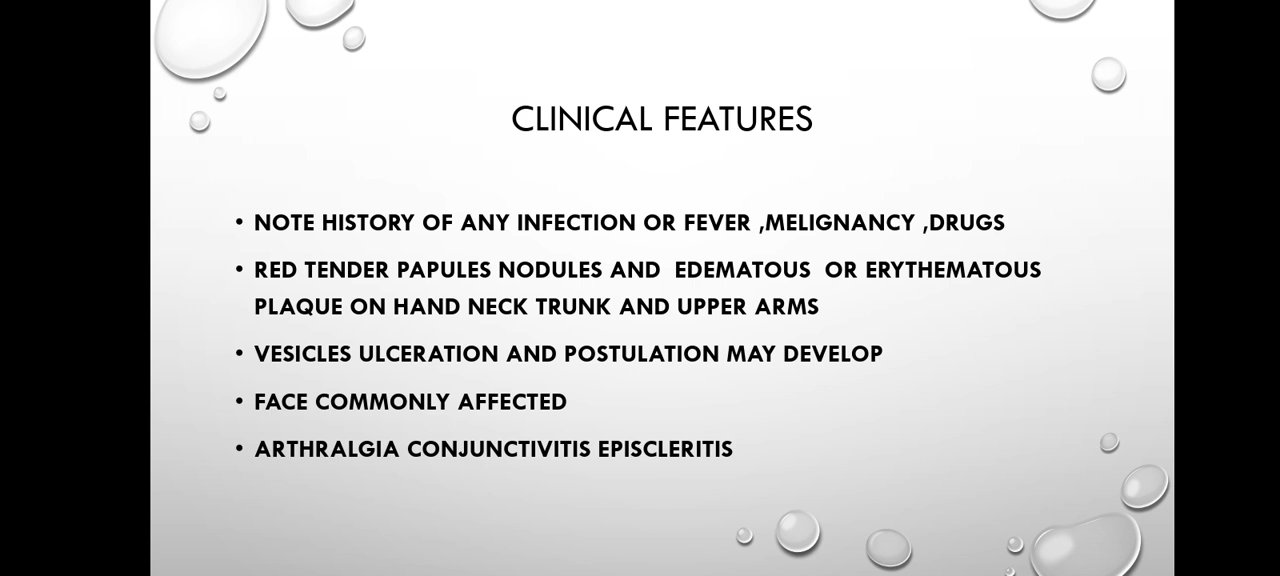 CLINICAL FEATURES
• NOTE HISTORY OF ANY INFECTION OR FEVER ,MELIGNANCY ,DRUGS
• RED TENDER PAPULES NODULES AND EDEMATOUS OR ERYTHEMATOUS
PLAQUE ON HAND NECK TRUNK AND UPPER ARMS
• VESICLES ULCERATION AND POSTULATION MAY DEVELOP
• FACE COMMONLY AFFECTED
• ARTHRALGIA CONJUNCTIVITIS EPISCLERITIS